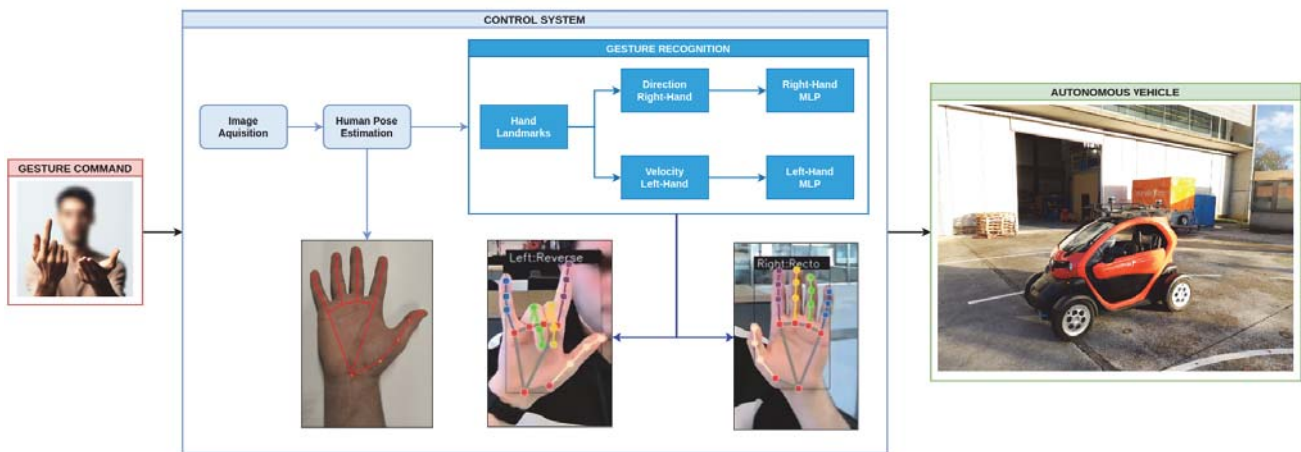 CONTROL SYSTEM
GESTURE RECOGNITION
Direction
Right-Hand
Right-Hand
MLP
Image
Aquisition
Human Pose
Estimation
Hand
Landmarks
Velocity
Left-Hand
Left-Hand
MLP
GESTURE COMMAND
AUTONOMOUS VEHICLE
Left:Reverse
Right:Recto